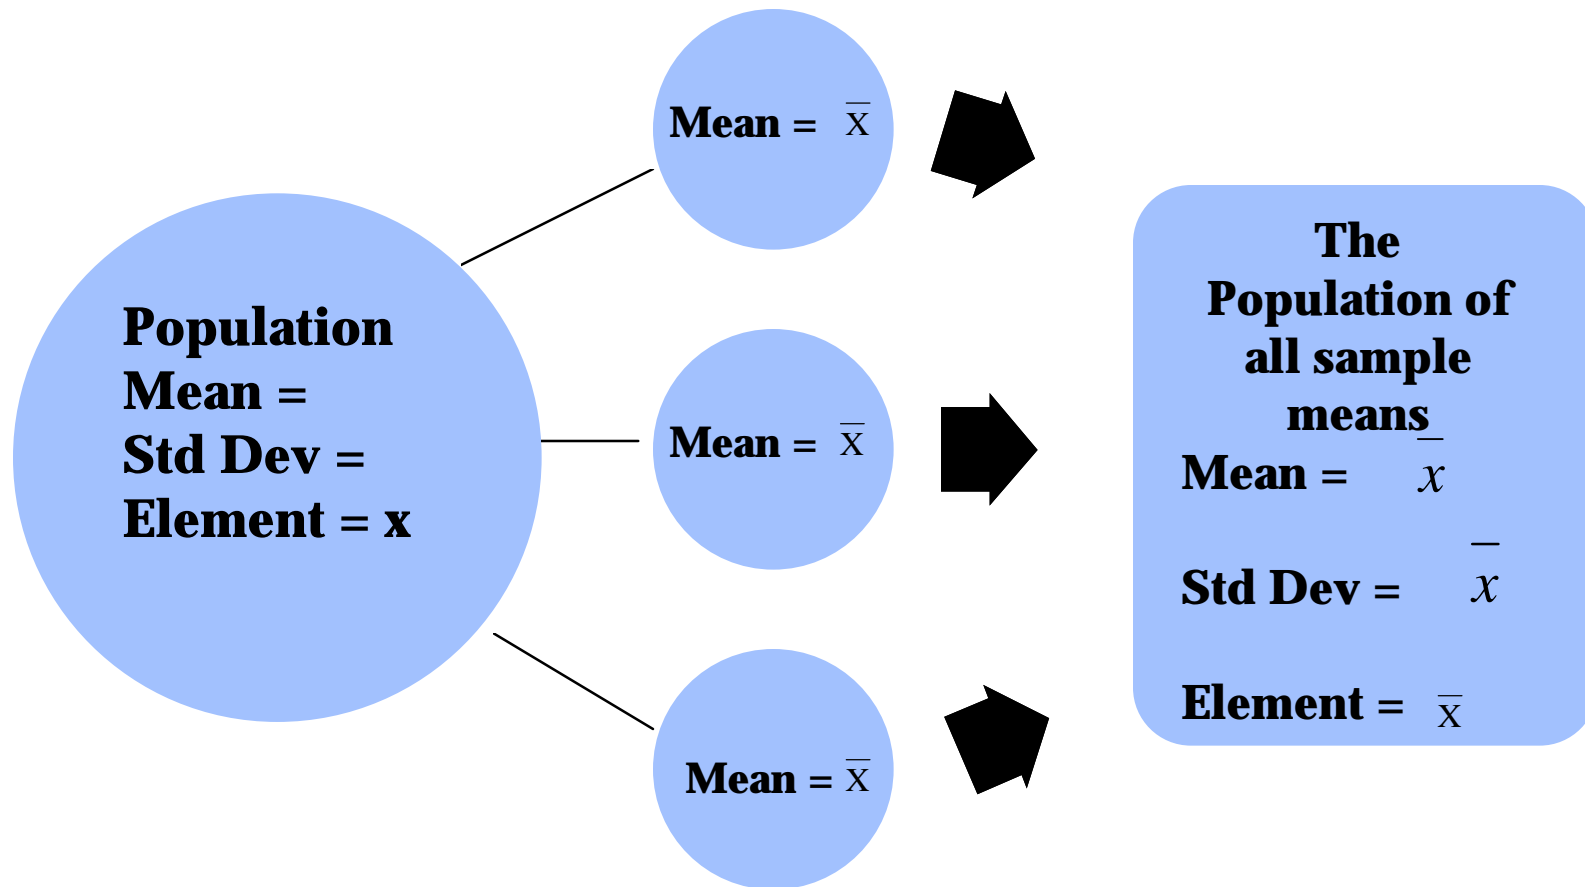 Population
Mean =
Std Dev =
Element = x
Mean = x̄
Mean = x̄
Mean = x̄
The
Population of
all sample
means
Mean = x̄
Std Dev = x̄
Element = x̄